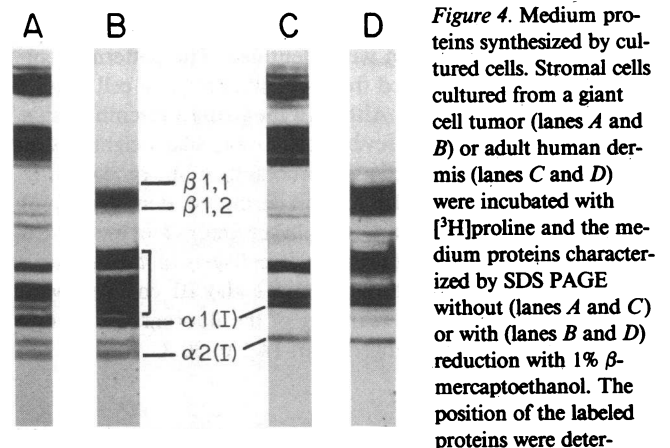 A
B
C
D
β1,1
β1,2
α1(I)
α2(I)
Figure 4. Medium pro-
teins synthesized by cul-
tured cells. Stromal cells
cultured from a giant
cell tumor (lanes A and
B) or adult human der-
mis (lanes C and D)
were incubated with
[³H]proline and the me-
dium proteins character-
ized by SDS PAGE
without (lanes A and C)
or with (lanes B and D)
reduction with 1% β-
mercaptoethanol. The
position of the labeled
proteins were deter-